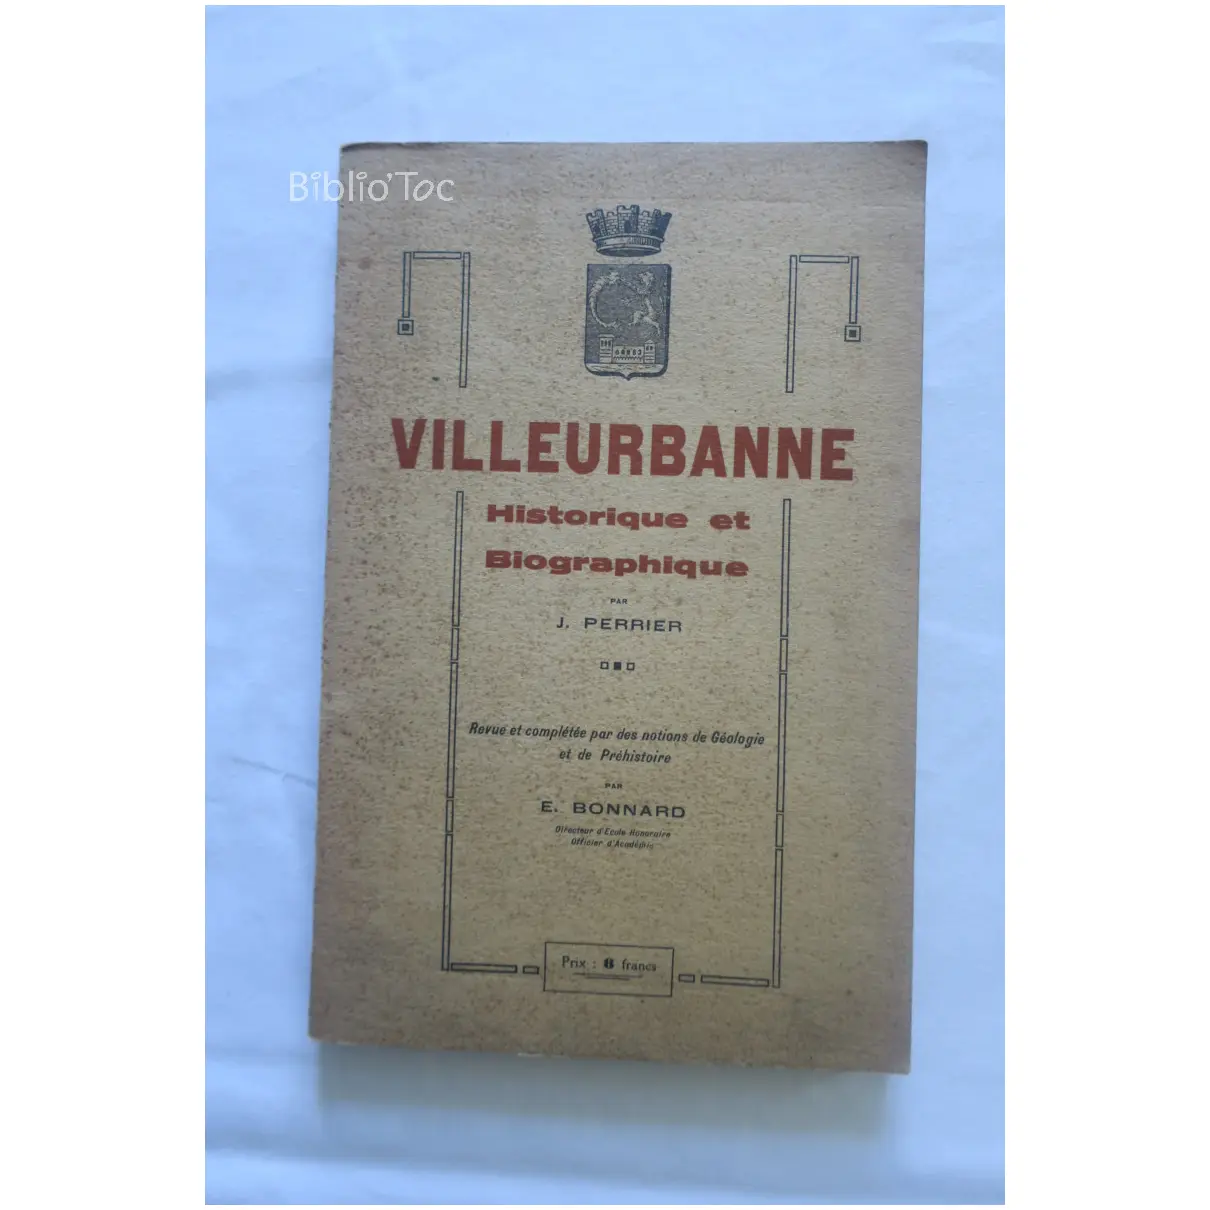 Biblio'Toc
VILLEURBANNE
Historique et
Biographique
PAR
J. PERRIER
Revue et complétée par des notions de Géologie
et de Préhistoire
PAR
E. BONNARD
Directeur d'Ecole Honoraire
Officier d'Académie
Prix : 6 francs